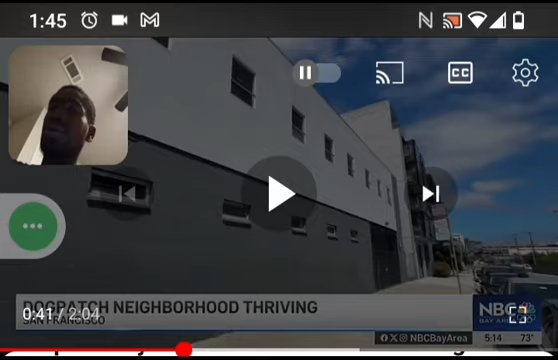 1:45
CC
DOGPATCH NEIGHBORHOOD THRIVING
0:41 / 2:04
SAN FRANCISCO
NBC
BAY AREA
NBCBayArea
5:14 73°